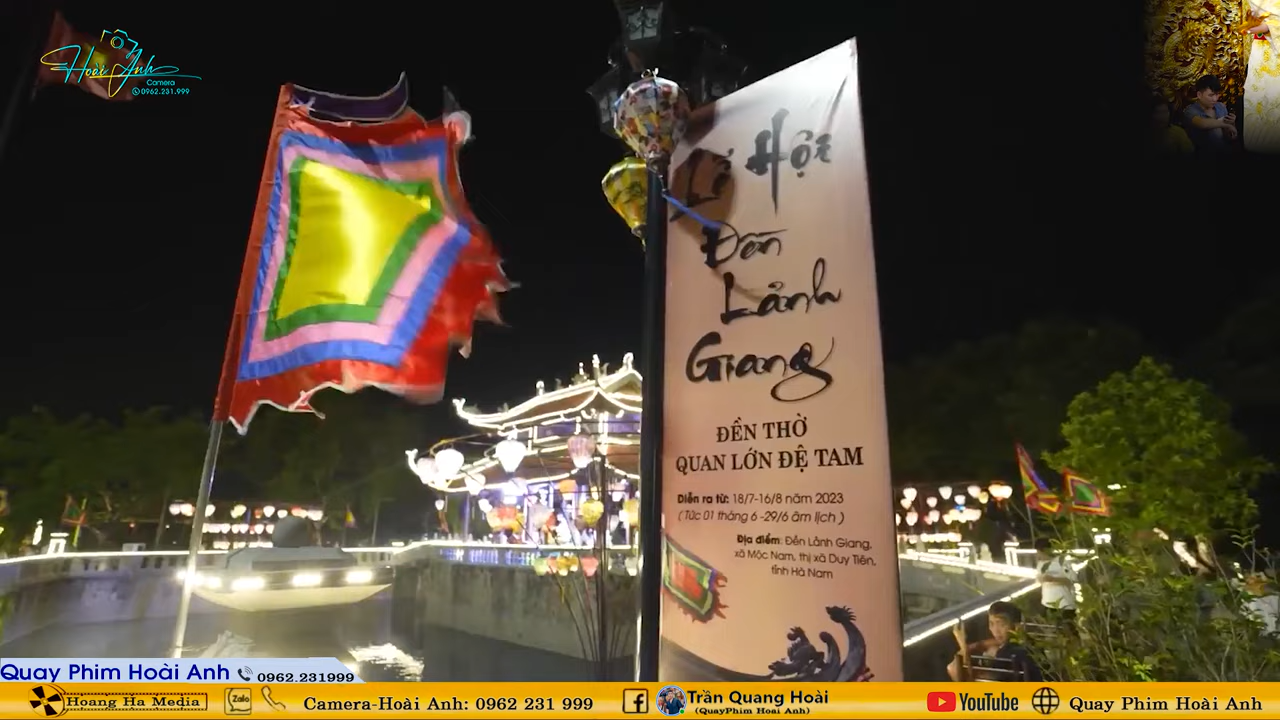 Hoài Anh
Camera
0962.231.999
Lễ Hội
Đền
Lảnh
Giang
ĐỀN THỜ
QUAN LỚN ĐỆ TAM
Diễn ra từ: 18/7-16/8 năm 2023
( Tức 01 tháng 6 -29/6 âm lịch )
Địa điểm: Đền Lảnh Giang,
xã Mộc Nam, thị xã Duy Tiên,
tỉnh Hà Nam
Quay Phim Hoài Anh 0962.231999
Hoang Ha Media Zalo Camera-Hoài Anh: 0962 231 999 Trần Quang Hoài YouTube Quay Phim Hoài Anh
(QuayPhim Hoai Anh)